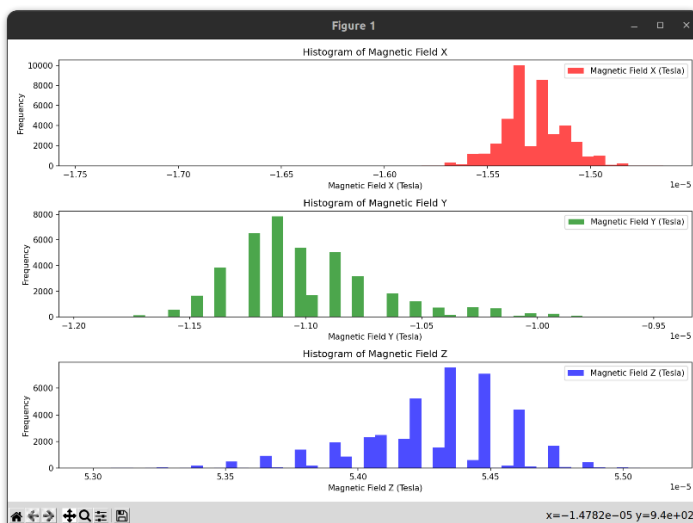 Figure 1
Histogram of Magnetic Field X
Magnetic Field X (Tesla)
Frequency
10000
8000
6000
4000
2000
0
−1.75 −1.70 −1.65 −1.60 −1.55 −1.50
1e−5
Magnetic Field X (Tesla)
Histogram of Magnetic Field Y
Magnetic Field Y (Tesla)
Frequency
8000
6000
4000
2000
0
−1.20 −1.15 −1.10 −1.05 −1.00 −0.95
1e−5
Magnetic Field Y (Tesla)
Histogram of Magnetic Field Z
Magnetic Field Z (Tesla)
Frequency
6000
4000
2000
0
5.30 5.35 5.40 5.45 5.50
1e−5
Magnetic Field Z (Tesla)
x=−1.4782e−05 y=9.4e+02